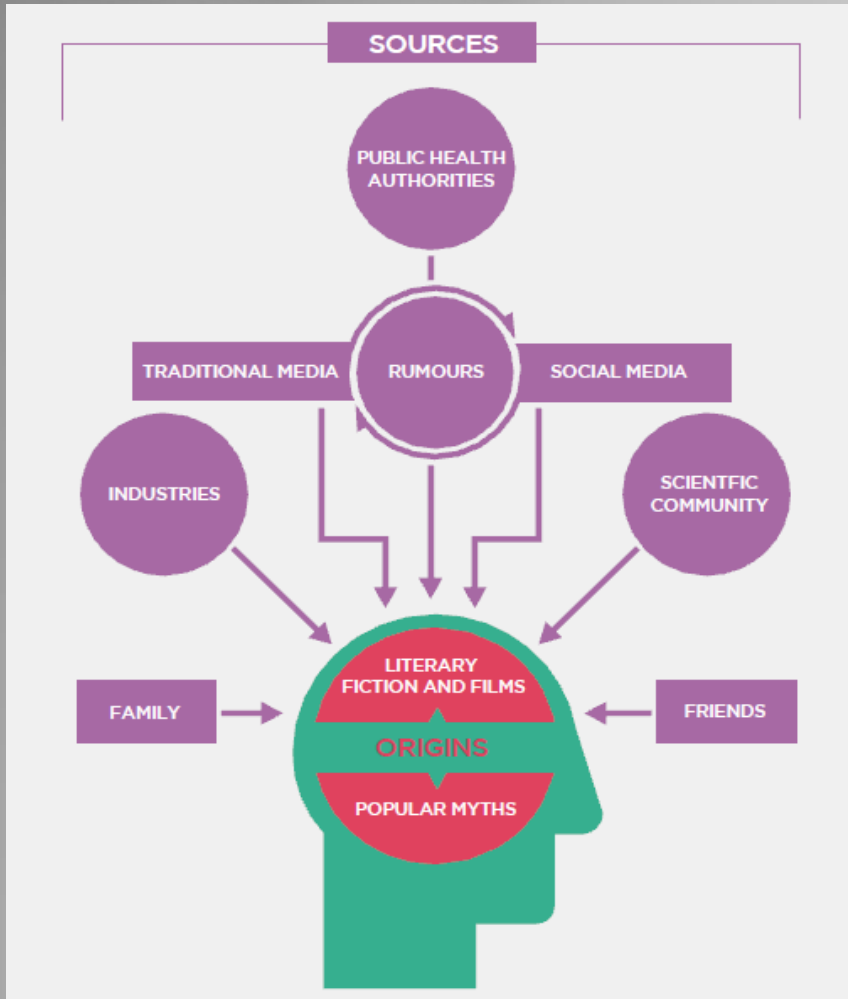 SOURCES
PUBLIC HEALTH
AUTHORITIES
TRADITIONAL MEDIA
RUMOURS
SOCIAL MEDIA
INDUSTRIES
SCIENTFIC
COMMUNITY
LITERARY
FICTION AND FILMS
FAMILY
FRIENDS
ORIGINS
POPULAR MYTHS